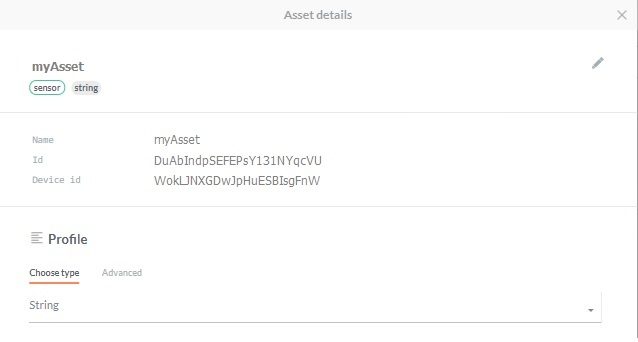 Asset details
myAsset
sensor string
Name myAsset
Id DuAbIndpSEFEPsY131NYqcVU
Device id WokLJNXGDwJpHuESBIsgFnW
Profile
Choose type Advanced
String